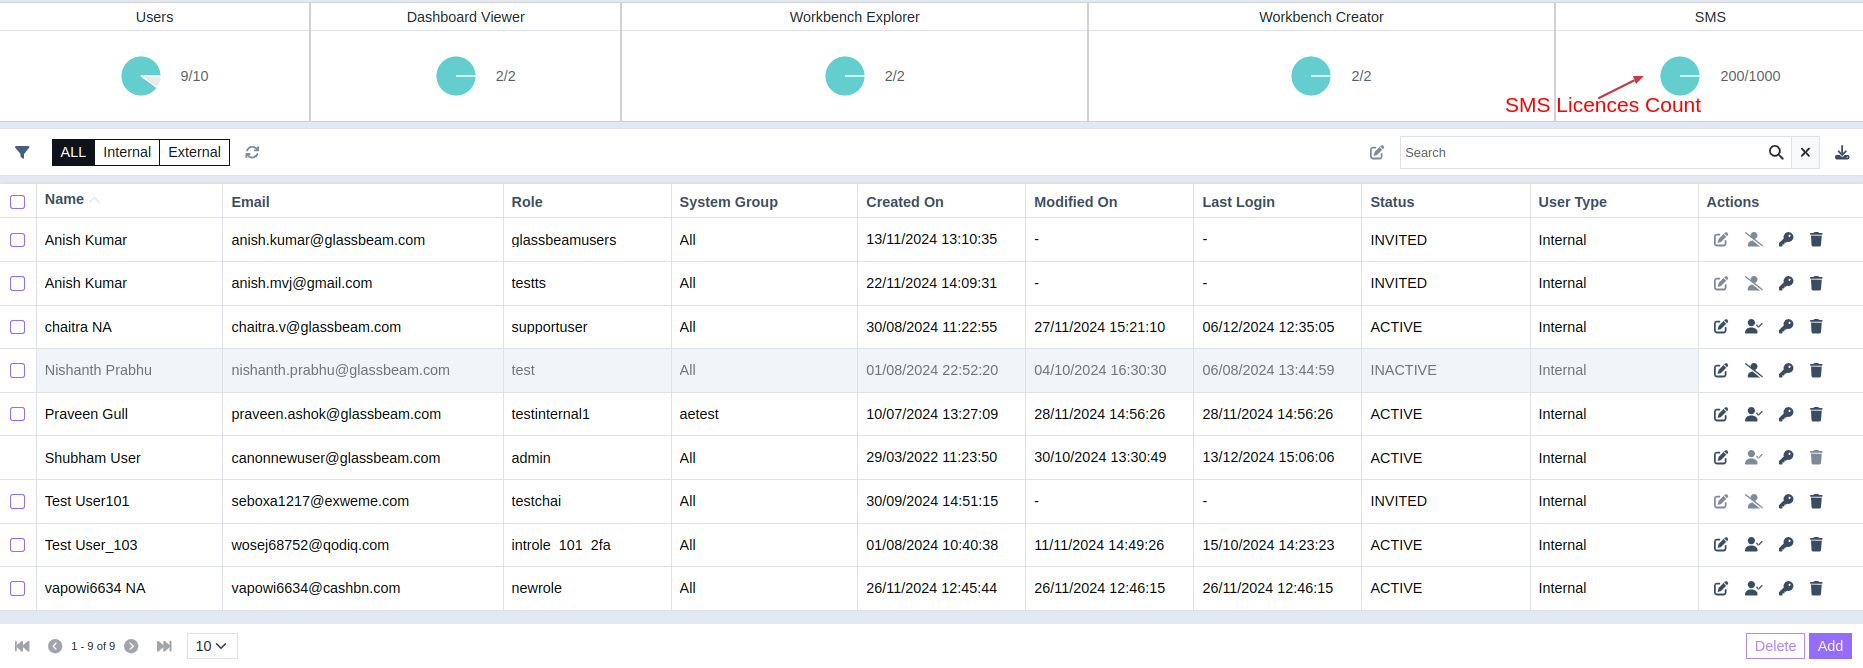 Users Dashboard Viewer Workbench Explorer Workbench Creator SMS
9/10 2/2 2/2 2/2 200/1000
SMS Licences Count
ALL Internal External Search
Name Email Role System Group Created On Modified On Last Login Status User Type Actions
Anish Kumar anish.kumar@glassbeam.com glassbeamusers All 13/11/2024 13:10:35 - - INVITED Internal
Anish Kumar anish.mvj@gmail.com testts All 22/11/2024 14:09:31 - - INVITED Internal
chaitra NA chaitra.v@glassbeam.com supportuser All 30/08/2024 11:22:55 27/11/2024 15:21:10 06/12/2024 12:35:05 ACTIVE Internal
Nishanth Prabhu nishanth.prabhu@glassbeam.com test All 01/08/2024 22:52:20 04/10/2024 16:30:30 06/08/2024 13:44:59 INACTIVE Internal
Praveen Gull praveen.ashok@glassbeam.com testinternal1 aetest 10/07/2024 13:27:09 28/11/2024 14:56:26 28/11/2024 14:56:26 ACTIVE Internal
Shubham User canonnewuser@glassbeam.com admin All 29/03/2022 11:23:50 30/10/2024 13:30:49 13/12/2024 15:06:06 ACTIVE Internal
Test User101 seboxa1217@exweme.com testchai All 30/09/2024 14:51:15 - - INVITED Internal
Test User_103 wosej68752@qodiq.com introle_101_2fa All 01/08/2024 10:40:38 11/11/2024 14:49:26 15/10/2024 14:23:23 ACTIVE Internal
vapowi6634 NA vapowi6634@cashbn.com newrole All 26/11/2024 12:45:44 26/11/2024 12:46:15 26/11/2024 12:46:15 ACTIVE Internal
1 - 9 of 9 10 Delete Add